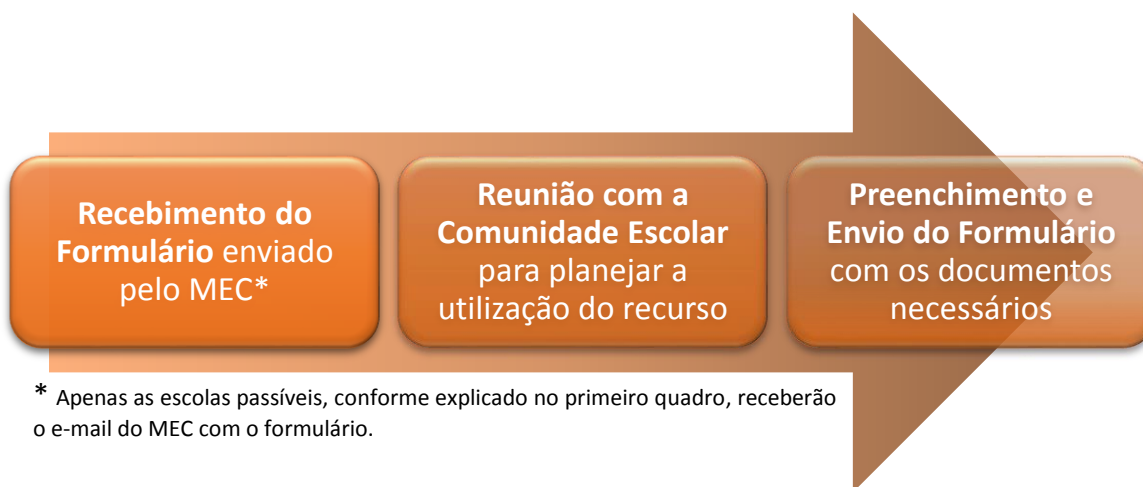 Recebimento do
Formulário enviado
pelo MEC*
Reunião com a
Comunidade Escolar
para planejar a
utilização do recurso
Preenchimento e
Envio do Formulário
com os documentos
necessários
* Apenas as escolas passíveis, conforme explicado no primeiro quadro, receberão
o e-mail do MEC com o formulário.